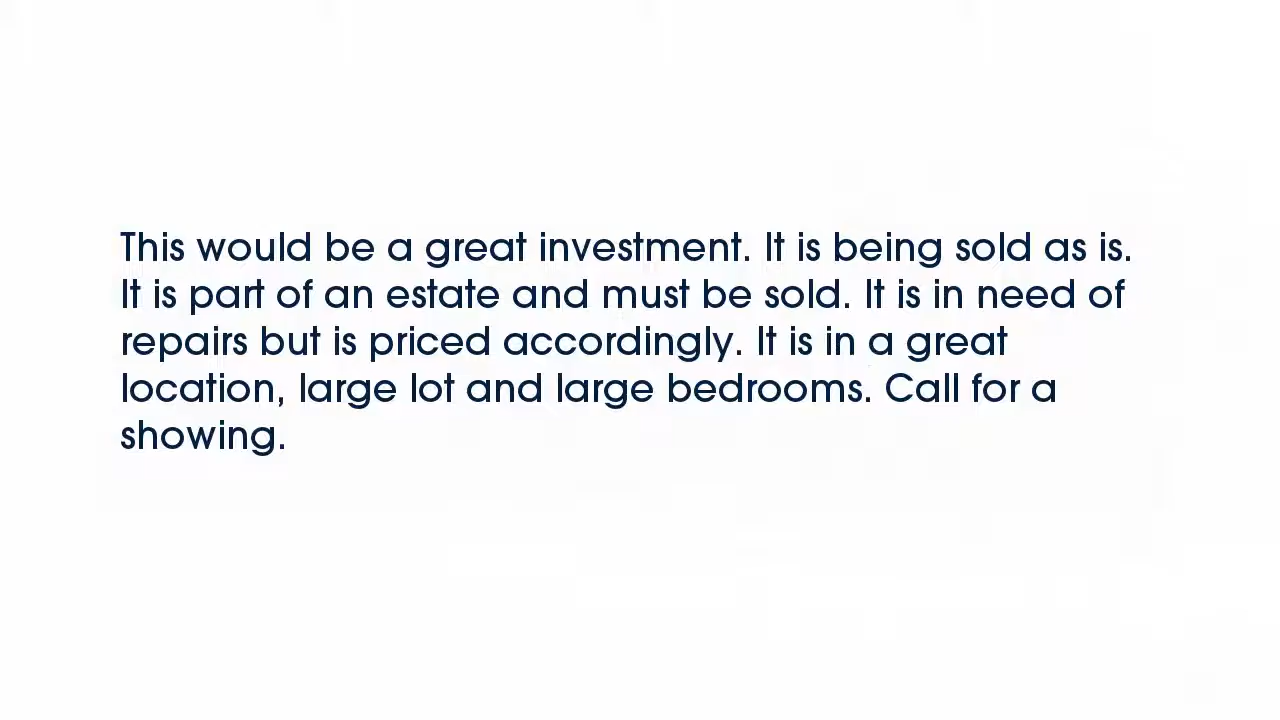 This would be a great investment. It is being sold as is.
It is part of an estate and must be sold. It is in need of
repairs but is priced accordingly. It is in a great
location, large lot and large bedrooms. Call for a
showing.